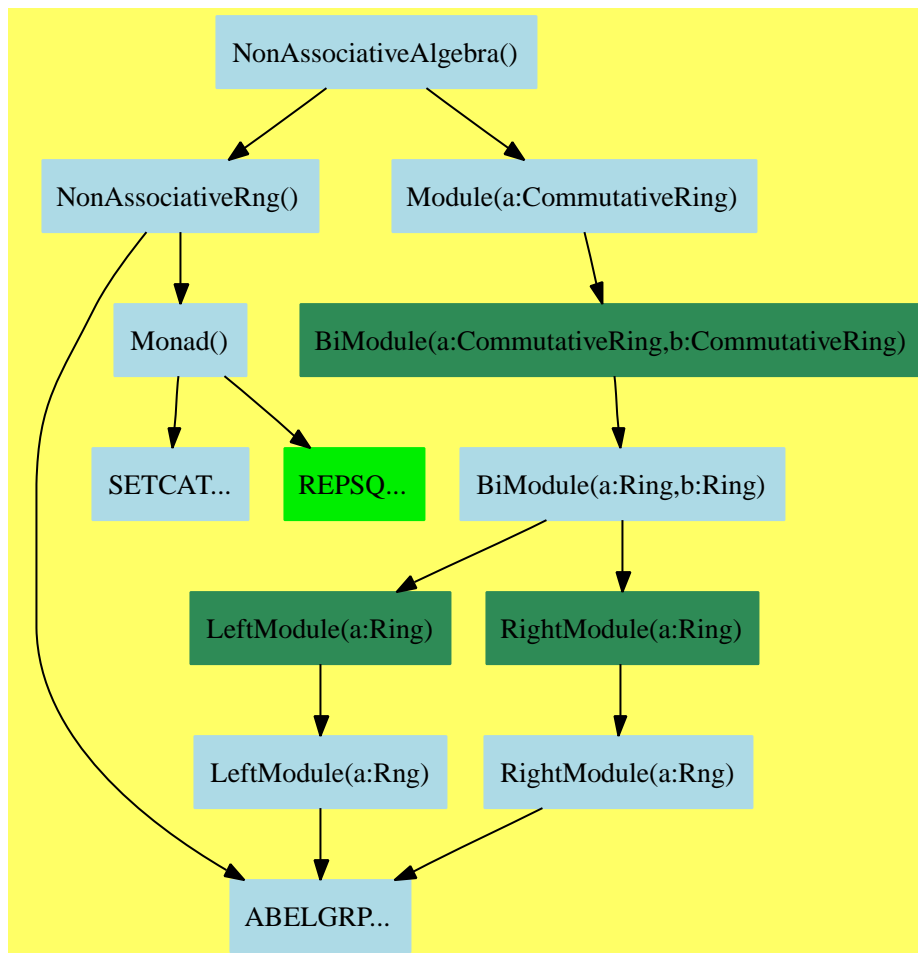 NonAssociativeAlgebra()
NonAssociativeRng()
Module(a:CommutativeRing)
Monad()
BiModule(a:CommutativeRing,b:CommutativeRing)
SETCAT...
REPSQ...
BiModule(a:Ring,b:Ring)
LeftModule(a:Ring)
RightModule(a:Ring)
LeftModule(a:Rng)
RightModule(a:Rng)
ABELGRP...